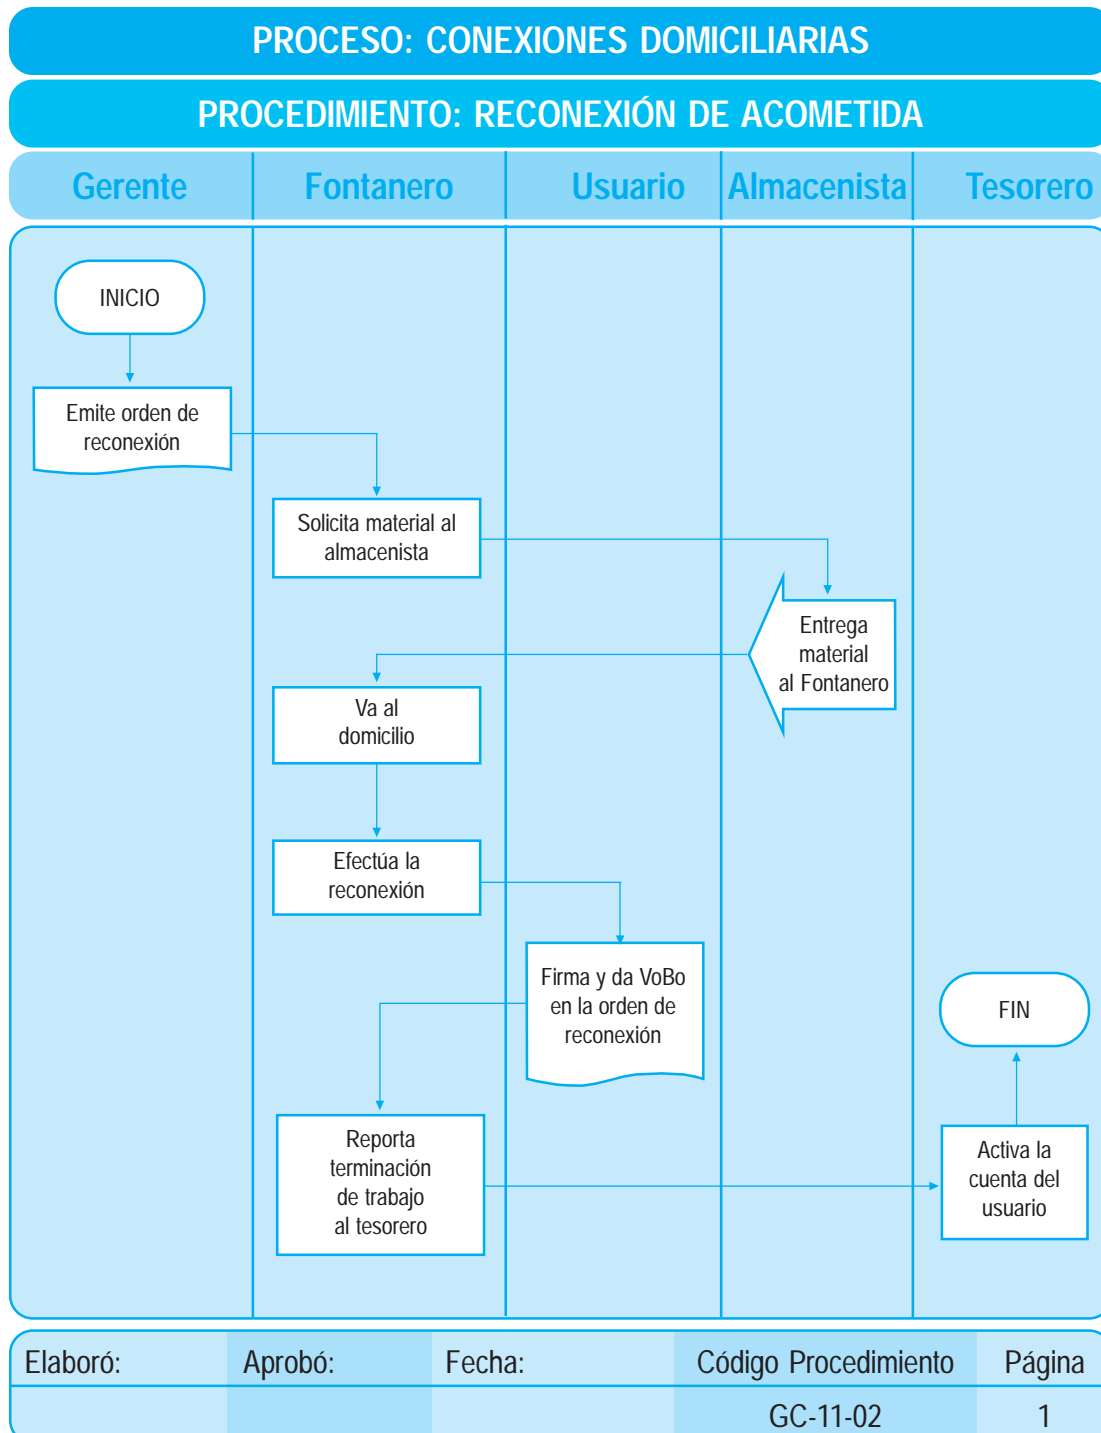 PROCESO: CONEXIONES DOMICILIARIAS
PROCEDIMIENTO: RECONEXIÓN DE ACOMETIDA
Gerente Fontanero Usuario Almacenista Tesorero
INICIO
Emite orden de
reconexión
Solicita material al
almacenista
Entrega
material
al Fontanero
Va al
domicilio
Efectúa la
reconexión
Firma y da VoBo
en la orden de
reconexión
FIN
Reporta
terminación
de trabajo
al tesorero
Activa la
cuenta del
usuario
Elaboró: Aprobó: Fecha: Código Procedimiento Página
GC-11-02 1